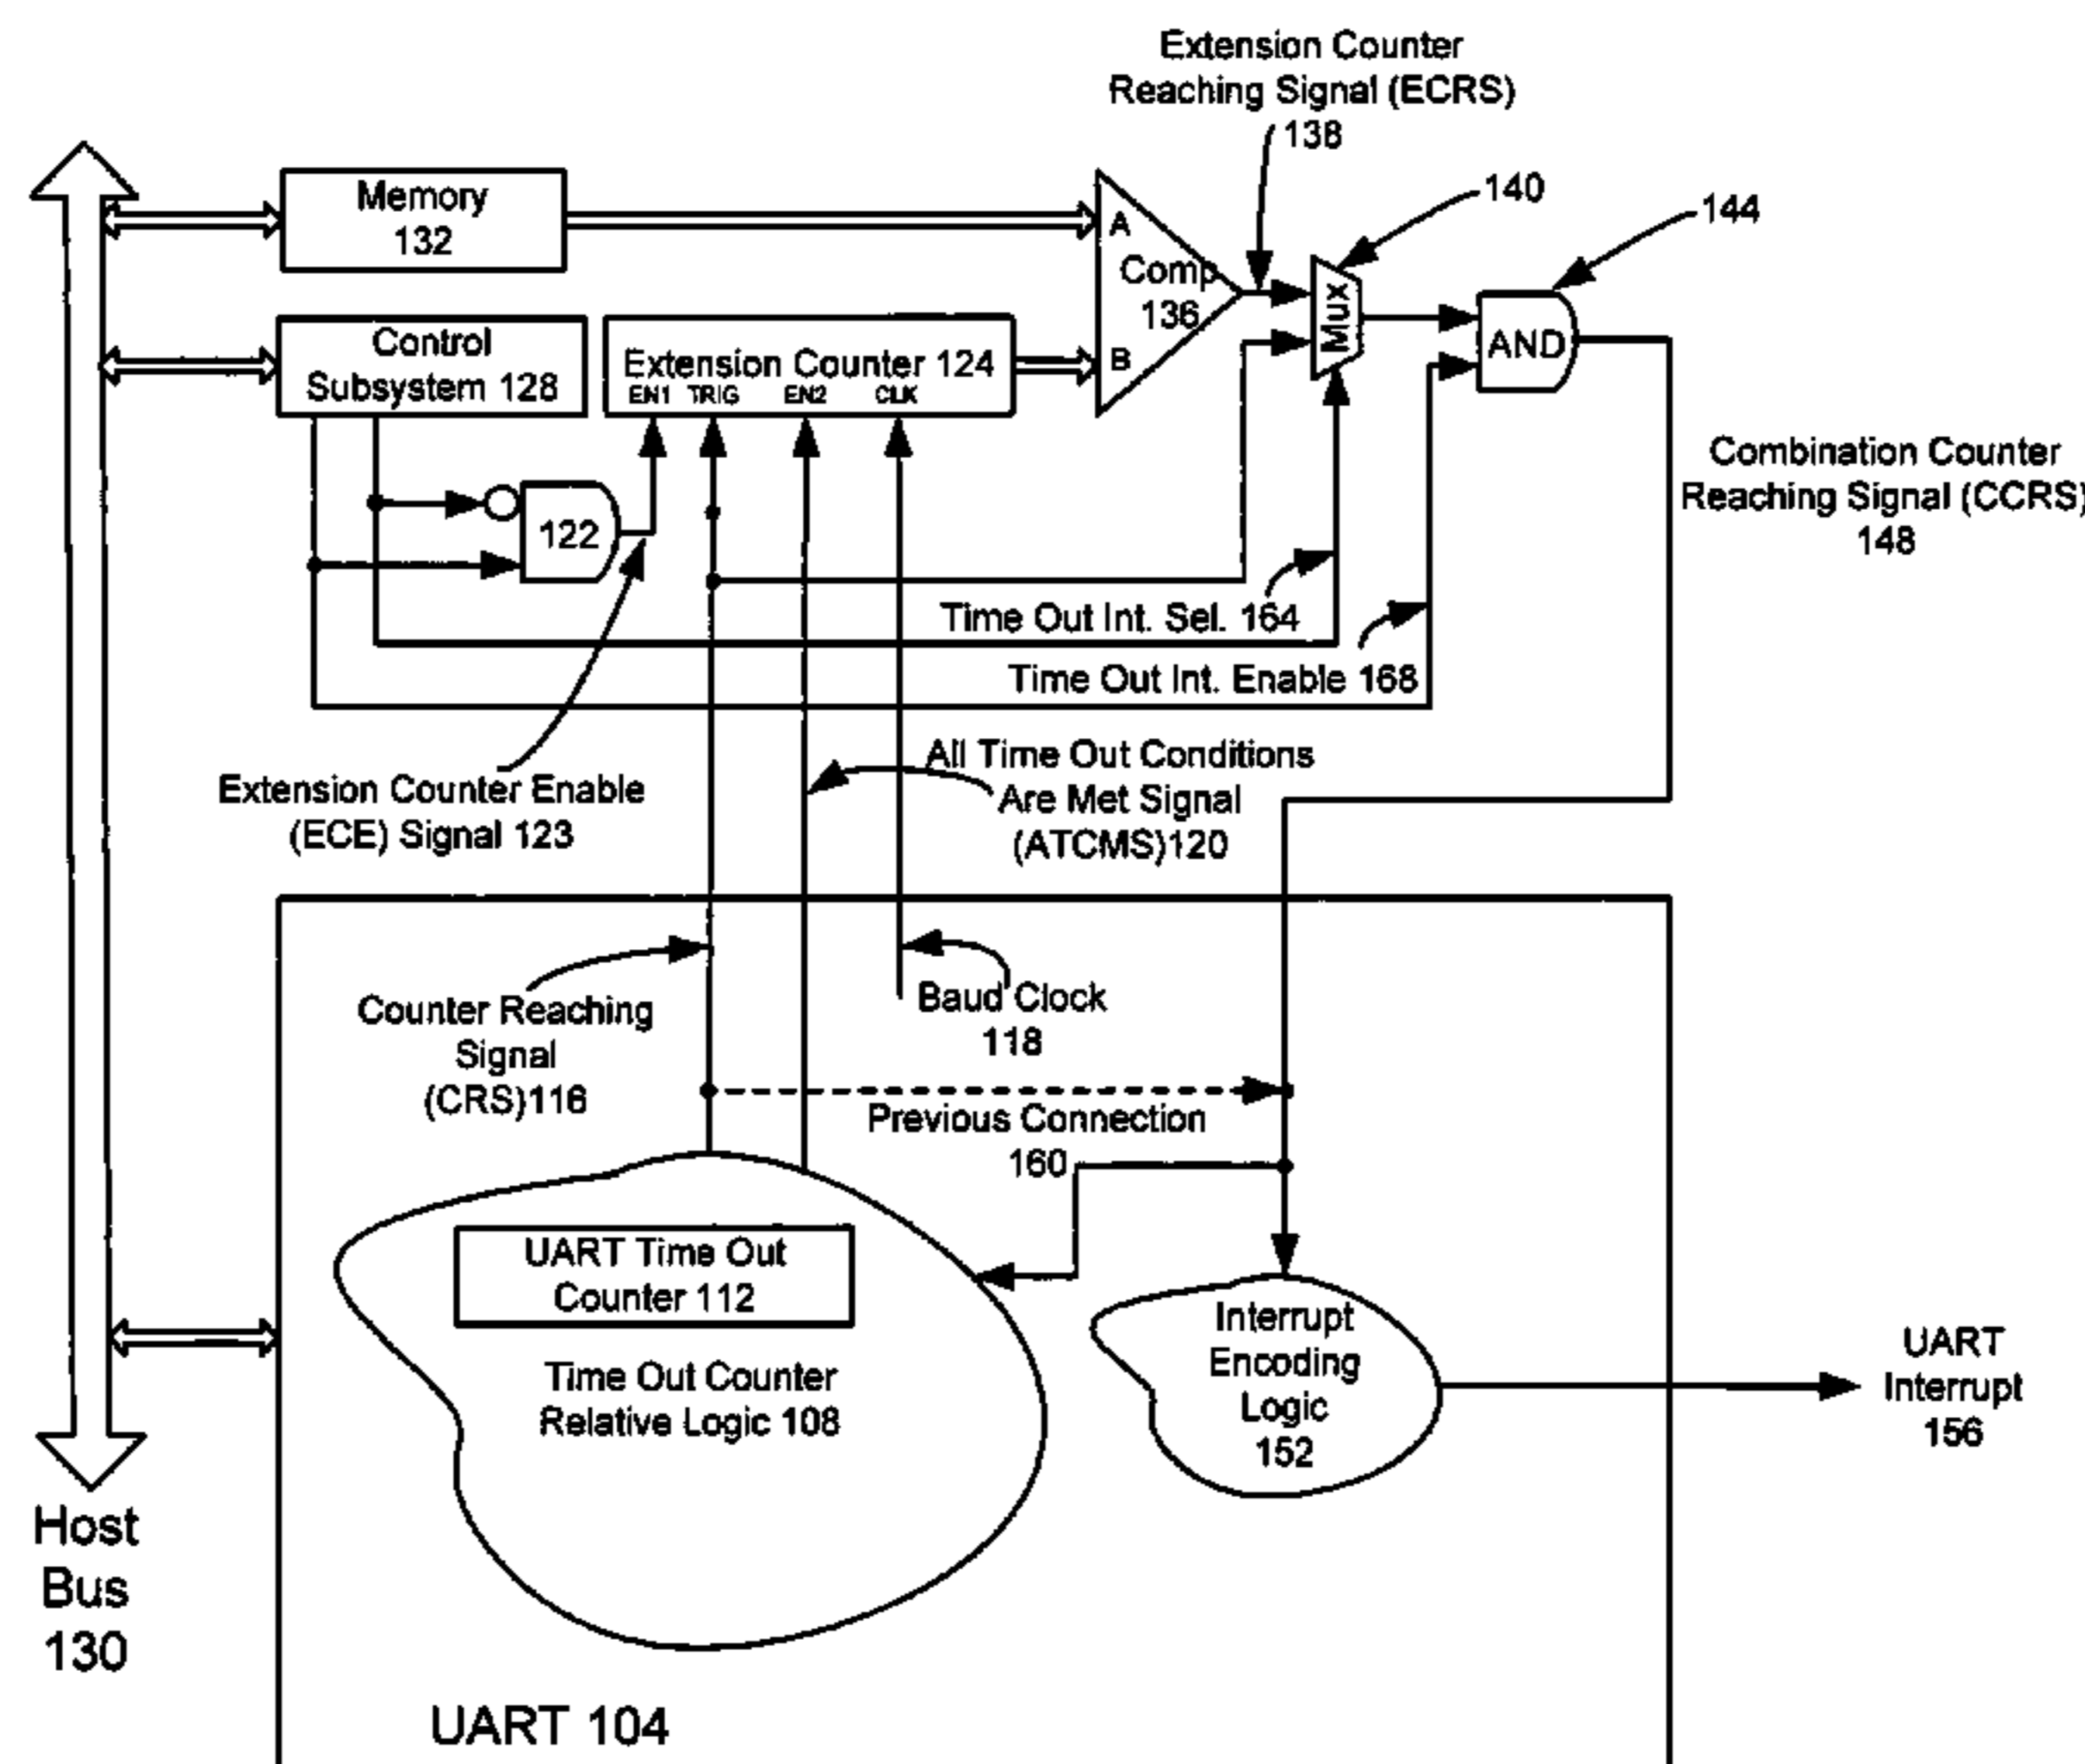 Extension Counter
Reaching Signal (ECRS)
138
140
144
Memory
132
A
Comp
136
B
Mux
AND
Control
Subsystem 128
Extension Counter 124
EN1 TRIG EN2 CLK
122
Combination Counter
Reaching Signal (CCRS)
148
Time Out Int. Sel. 164
Time Out Int. Enable 168
Extension Counter Enable
(ECE) Signal 123
All Time Out Conditions
Are Met Signal
(ATCMS)120
Counter Reaching
Signal
(CRS)116
Baud Clock
118
Previous Connection
160
UART Time Out
Counter 112
Time Out Counter
Relative Logic 108
Interrupt
Encoding
Logic
152
UART
Interrupt
156
Host
Bus
130
UART 104